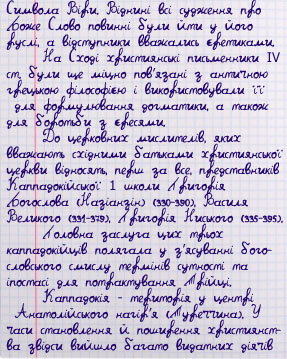 Символа Віри. Віднині всі судження про
Боже Слово повинні були йти у його
руслі, а відступники вважались єретиками.
На Сході християнські письменники IV
ст. були ще міцно пов'язані з античною
грецькою філософією і використовували її
для формулювання догматики, а також
для боротьби з єресями.
До церковних мислителів, яких
вважають східними батьками християнської
церкви відносять, перш за все, представників
Каппадокійської 1 школи Григорія
Богослова (Назіанзін) (330-390), Василя
Великого (331-379), Григорія Ниського (335-395).
Головна заслуга цих трьох
каппадокійців полягала у з'ясуванні бого-
словського смислу термінів сутності та
іпостасі для потрактування Трійці.
Каппадокія - територія у центрі
Анатолійського нагір'я (Туреччина). У
часи становлення й поширення християнст-
ва звідси вийшло багато видатних діячів